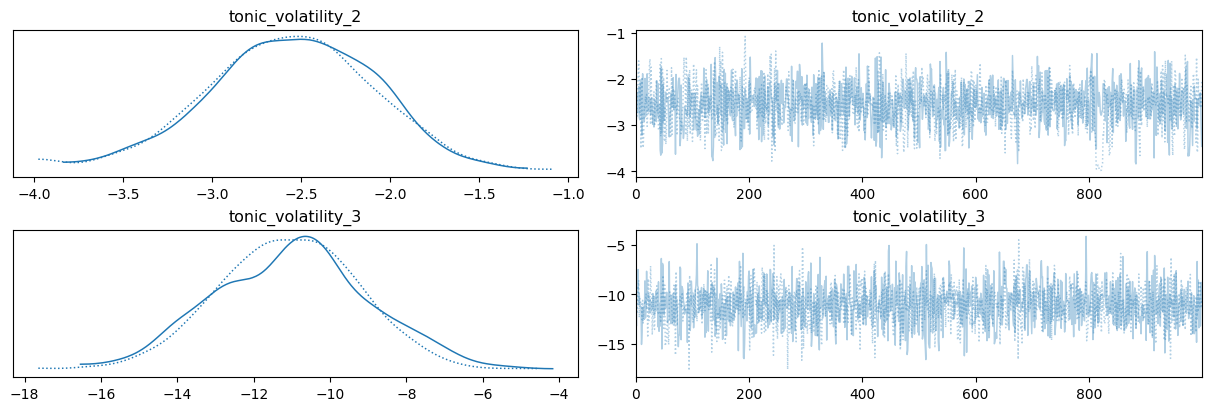 tonic_volatility_2
−4.0 −3.5 −3.0 −2.5 −2.0 −1.5 −1.0
tonic_volatility_2
−1
−2
−3
−4
0 200 400 600 800
tonic_volatility_3
−18 −16 −14 −12 −10 −8 −6 −4
tonic_volatility_3
−5
−10
−15
0 200 400 600 800